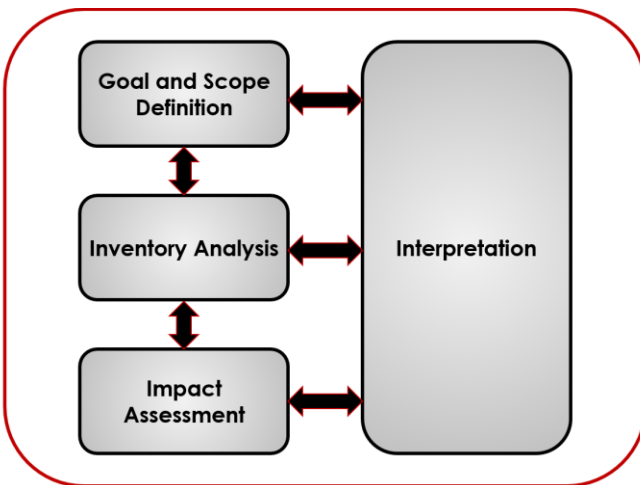 Goal and Scope
Definition
Inventory Analysis
Interpretation
Impact
Assessment